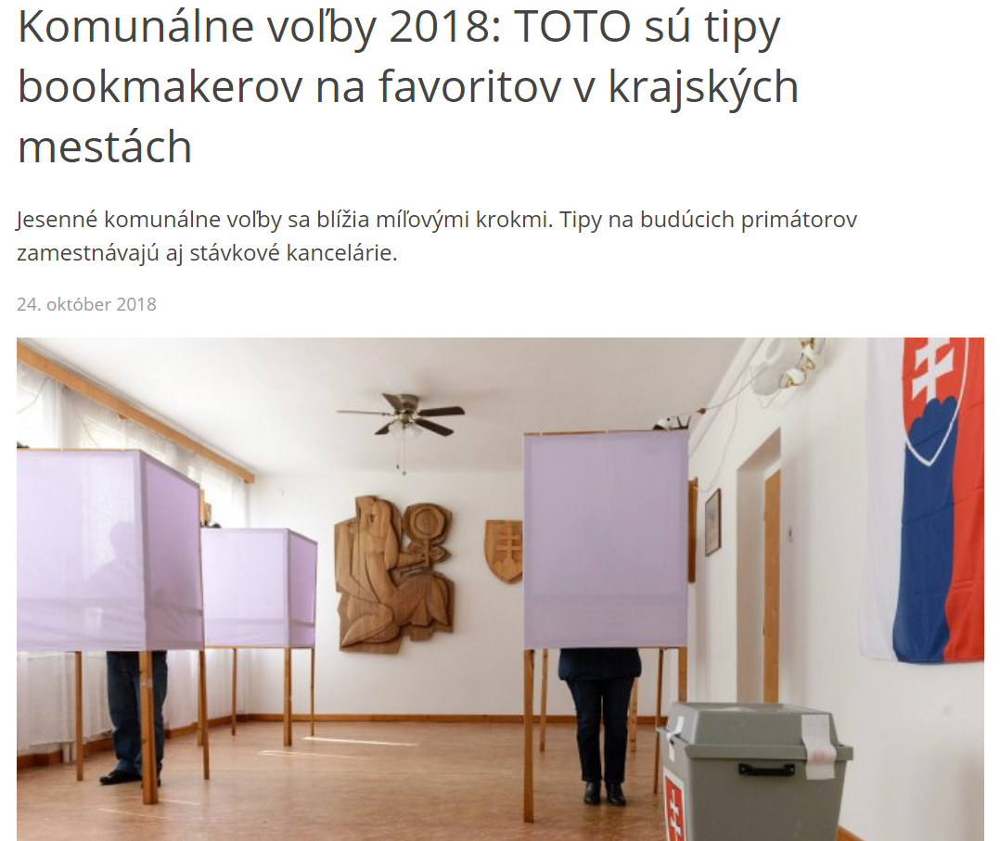 Komunálne voľby 2018: TOTO sú tipy
bookmakerov na favoritov v krajských
mestách
Jesenné komunálne voľby sa blížia míľovými krokmi. Tipy na budúcich primátorov
zamestnávajú aj stávkové kancelárie.
24. október 2018